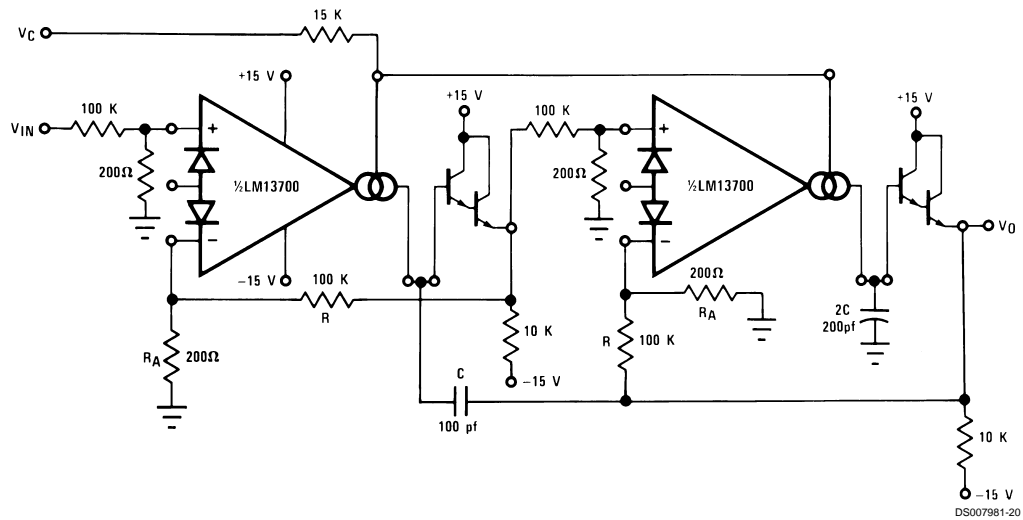 15 K
VC
+15 V
+15 V
+15 V
100 K
VIN
+
200Ω
½LM13700
−
−15 V
100 K
R
RA
200Ω
10 K
−15 V
C
100 pf
100 K
+
200Ω
½LM13700
−
200Ω
RA
R
100 K
2C
200pf
VO
10 K
−15 V
DS007981-20